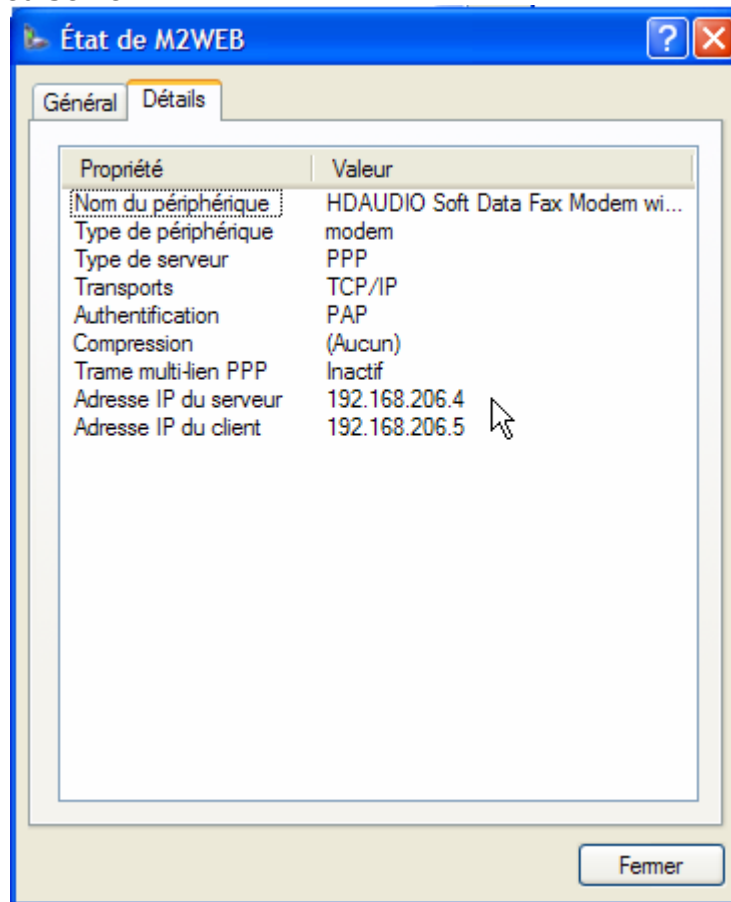 État de M2WEB
Général Détails
Propriété Valeur
Nom du périphérique HDAUDIO Soft Data Fax Modem wi...
Type de périphérique modem
Type de serveur PPP
Transports TCP/IP
Authentification PAP
Compression (Aucun)
Trame multi-lien PPP Inactif
Adresse IP du serveur 192.168.206.4
Adresse IP du client 192.168.206.5
Fermer